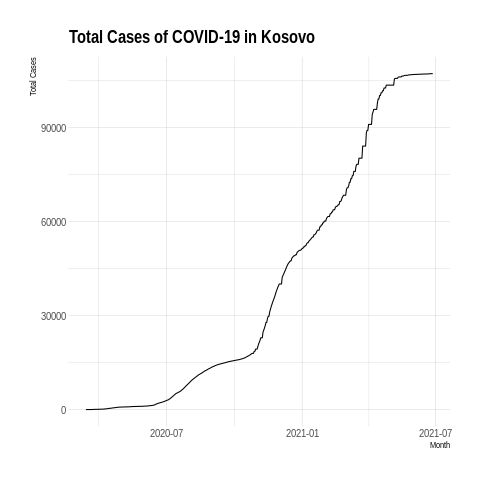 Total Cases of COVID-19 in Kosovo
Total Cases
90000
60000
30000
0
2020-07
2021-01
2021-07
Month